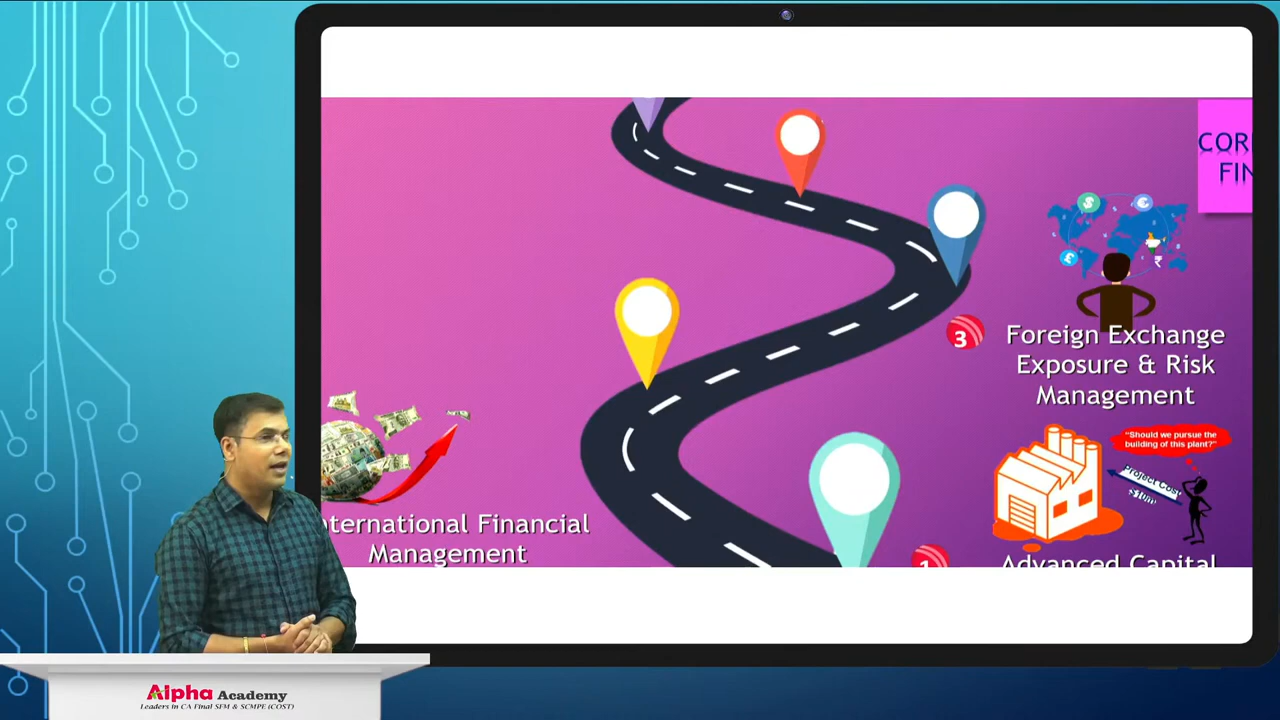 COR
FIN
3
Foreign Exchange
Exposure & Risk
Management
"Should we pursue the
building of this plant?"
Project Cost
$10m
nternational Financial
Management
1
Advanced Capital
Alpha Academy
Leaders in CA Final SFM & SCMPE (COST)